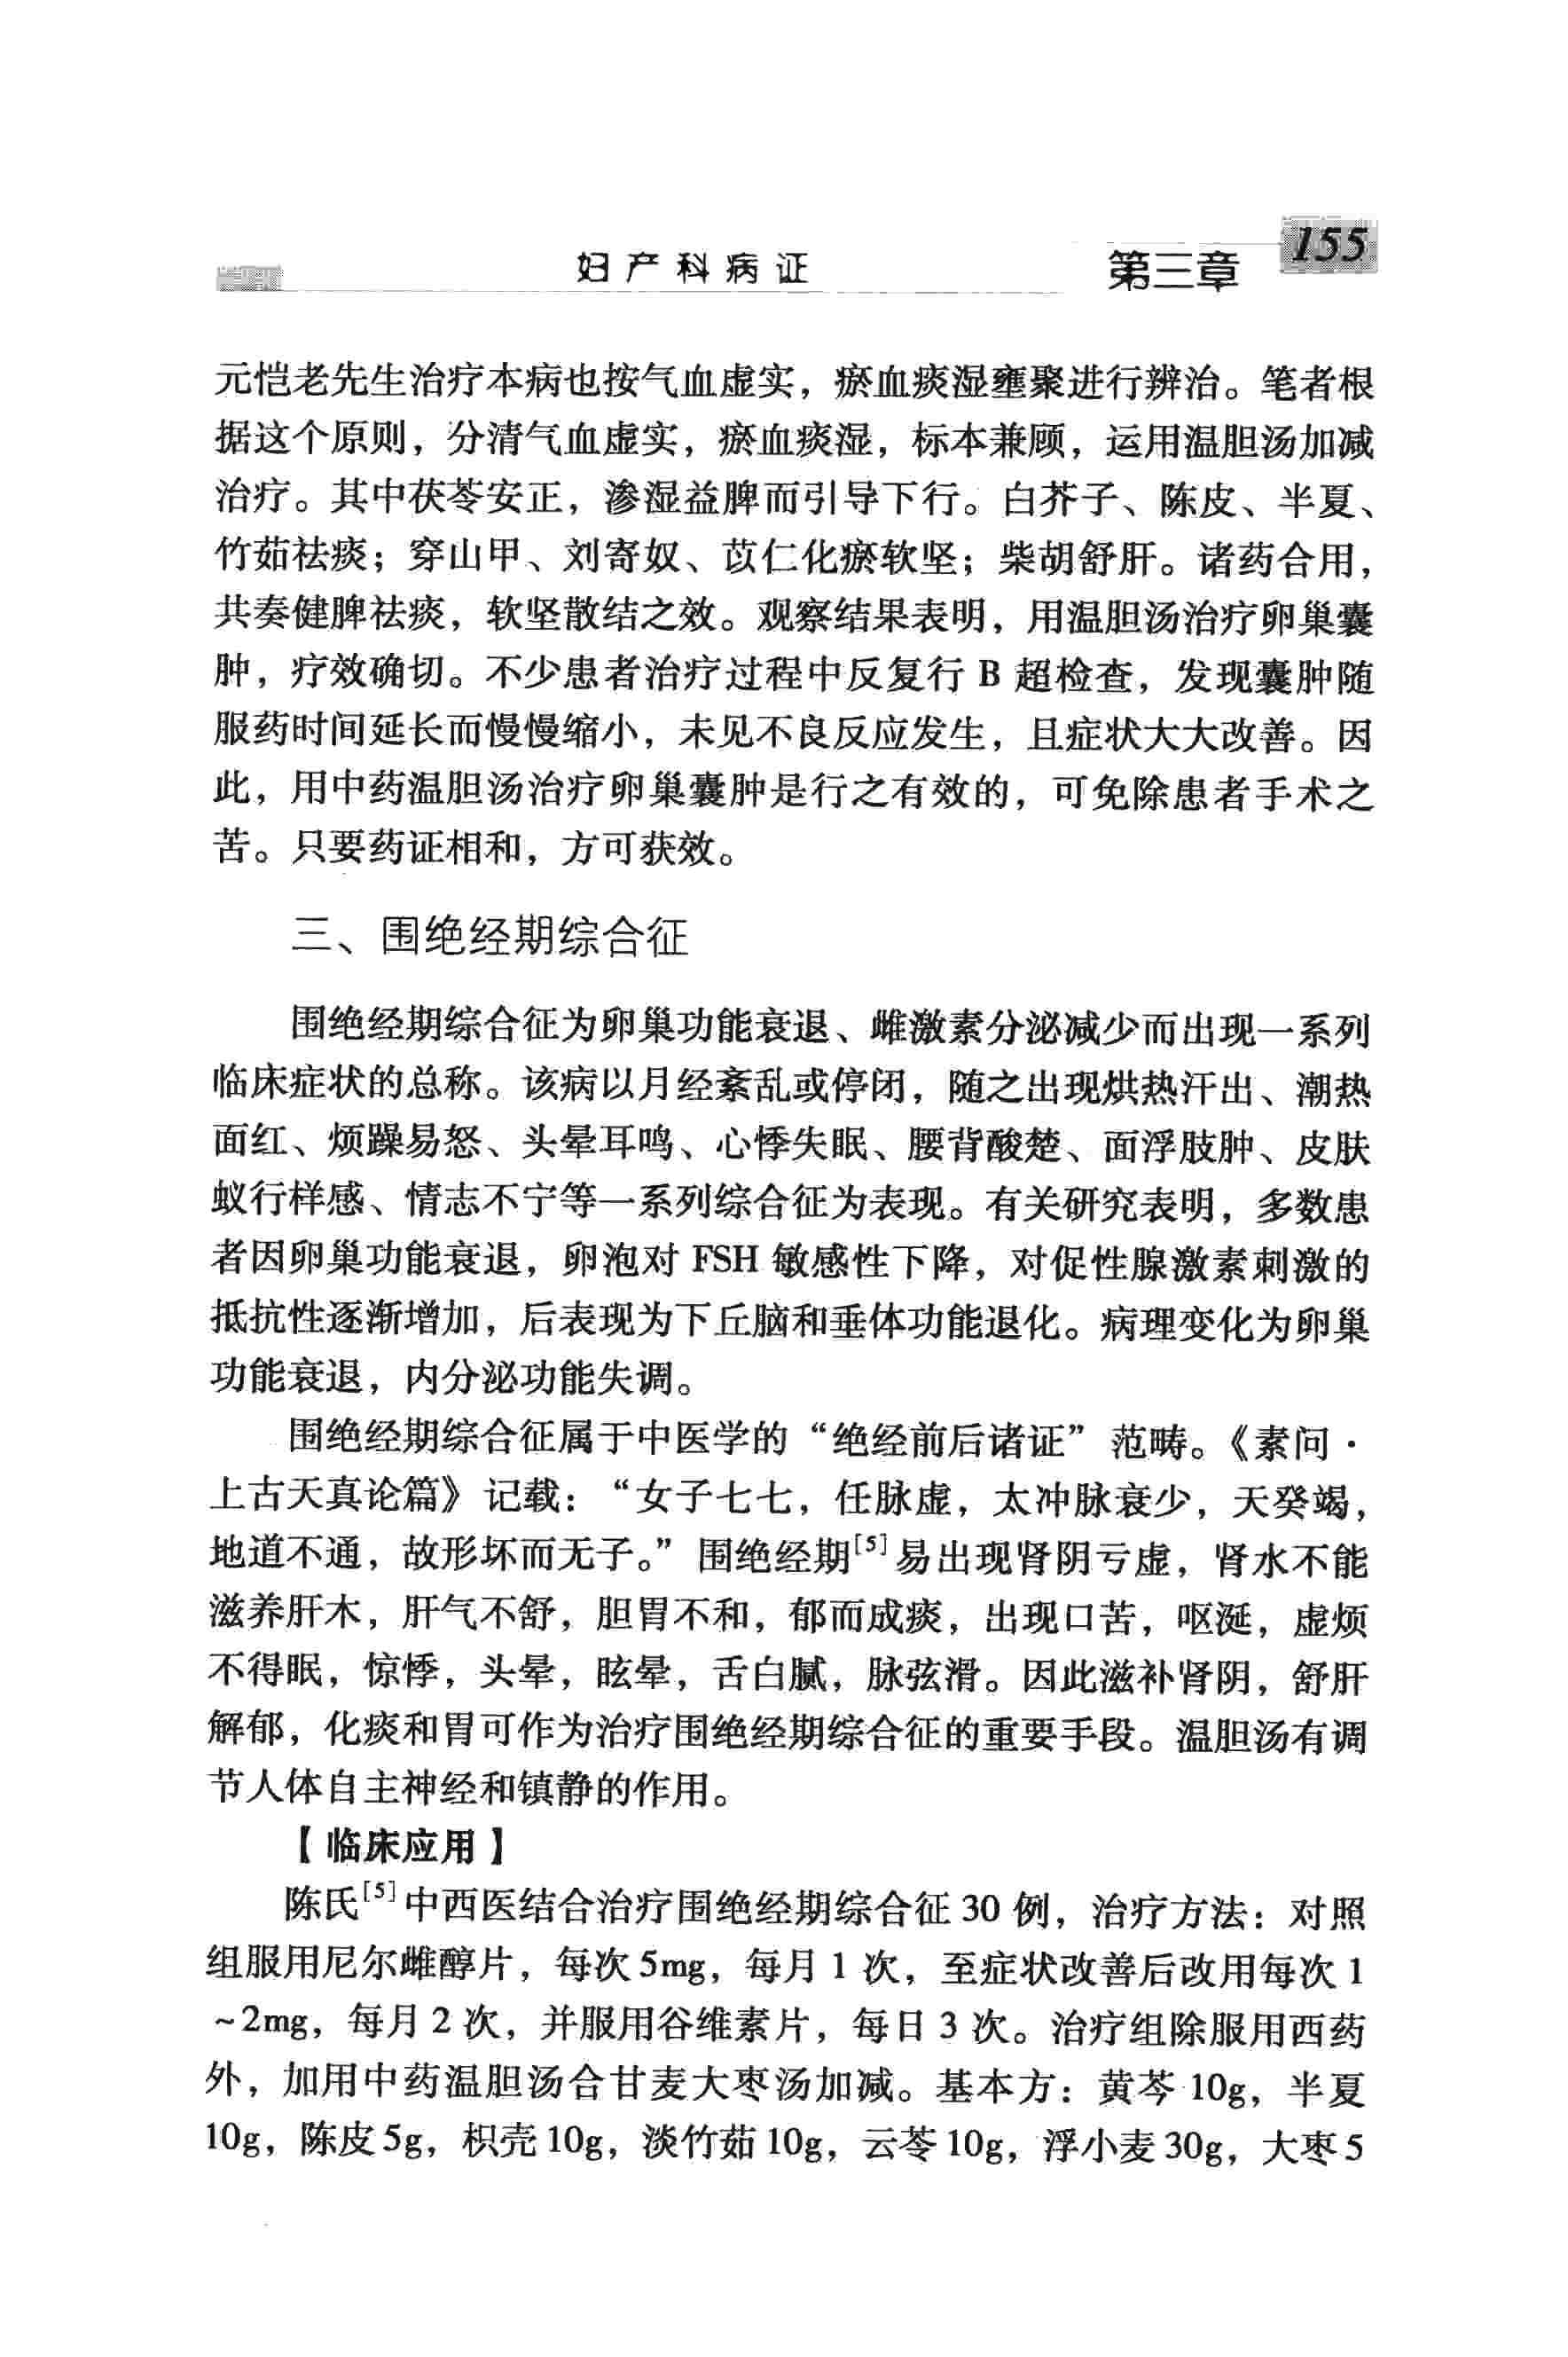 妇产科病证 第三章 155
元恺老先生治疗本病也按气血虚实，瘀血痰湿壅聚进行辨治。笔者根
据这个原则，分清气血虚实，瘀血痰湿，标本兼顾，运用温胆汤加减
治疗。其中茯苓安正，渗湿益脾而引导下行。白芥子、陈皮、半夏、
竹茹祛痰；穿山甲、刘寄奴、苡仁化瘀软坚；柴胡舒肝。诸药合用，
共奏健脾祛痰，软坚散结之效。观察结果表明，用温胆汤治疗卵巢囊
肿，疗效确切。不少患者治疗过程中反复行 B 超检查，发现囊肿随
服药时间延长而慢慢缩小，未见不良反应发生，且症状大大改善。因
此，用中药温胆汤治疗卵巢囊肿是行之有效的，可免除患者手术之
苦。只要药证相和，方可获效。
三、围绝经期综合征
围绝经期综合征为卵巢功能衰退、雌激素分泌减少而出现一系列
临床症状的总称。该病以月经紊乱或停闭，随之出现烘热汗出、潮热
面红、烦躁易怒、头晕耳鸣、心悸失眠、腰背酸楚、面浮肢肿、皮肤
蚁行样感、情志不宁等一系列综合征为表现。有关研究表明，多数患
者因卵巢功能衰退，卵泡对 FSH 敏感性下降，对促性腺激素刺激的
抵抗性逐渐增加，后表现为下丘脑和垂体功能退化。病理变化为卵巢
功能衰退，内分泌功能失调。
围绝经期综合征属于中医学的“绝经前后诸证”范畴。《素问·
上古天真论篇》记载：“女子七七，任脉虚，太冲脉衰少，天癸竭，
地道不通，故形坏而无子。”围绝经期[5]易出现肾阴亏虚，肾水不能
滋养肝木，肝气不舒，胆胃不和，郁而成痰，出现口苦，呕涎，虚烦
不得眠，惊悸，头晕，眩晕，舌白腻，脉弦滑。因此滋补肾阴，舒肝
解郁，化痰和胃可作为治疗围绝经期综合征的重要手段。温胆汤有调
节人体自主神经和镇静的作用。
【临床应用】
陈氏[5]中西医结合治疗围绝经期综合征 30 例，治疗方法：对照
组服用尼尔雌醇片，每次 5mg，每月 1 次，至症状改善后改用每次 1
~2mg，每月 2 次，并服用谷维素片，每日 3 次。治疗组除服用西药
外，加用中药温胆汤合甘麦大枣汤加减。基本方：黄芩 10g，半夏
10g，陈皮 5g，枳壳 10g，淡竹茹 10g，云苓 10g，浮小麦 30g，大枣 5